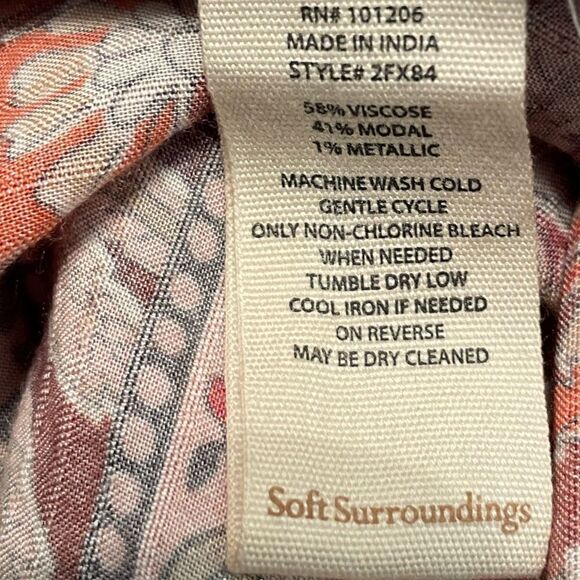 RN# 101206
MADE IN INDIA
STYLE# 2FX84
58% VISCOSE
41% MODAL
1% METALLIC
MACHINE WASH COLD
GENTLE CYCLE
ONLY NON-CHLORINE BLEACH
WHEN NEEDED
TUMBLE DRY LOW
COOL IRON IF NEEDED
ON REVERSE
MAY BE DRY CLEANED
Soft Surroundings